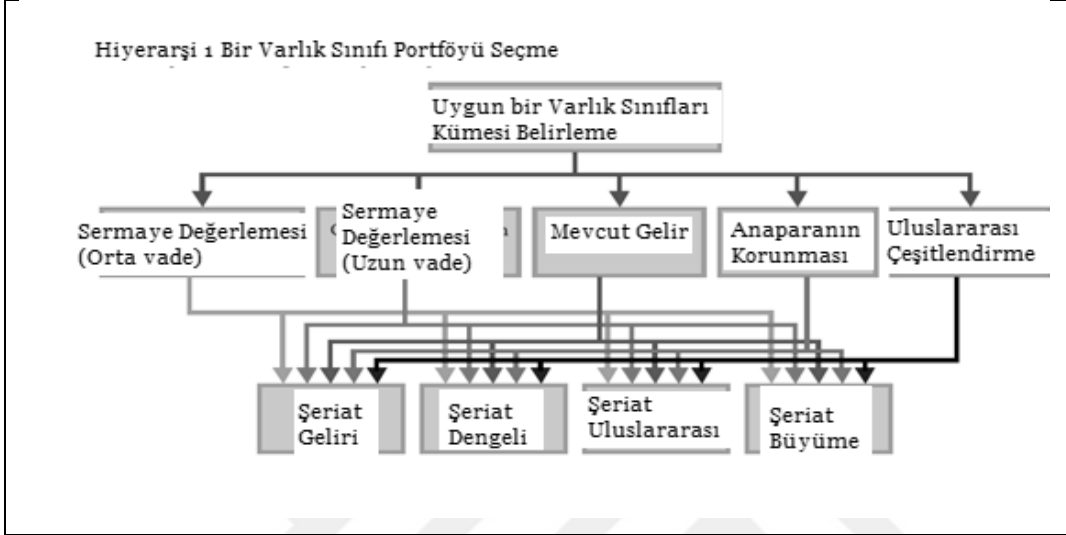 Hiyerarşi 1 Bir Varlık Sınıfı Portföyü Seçme
Uygun bir Varlık Sınıfları
Kümesi Belirleme
Sermaye Değerlemesi
(Orta vade)
Sermaye
Değerlemesi
(Uzun vade)
Mevcut Gelir
Anaparanın
Korunması
Uluslararası
Çeşitlendirme
Şeriat
Geliri
Şeriat
Dengeli
Şeriat
Uluslararası
Şeriat
Büyüme